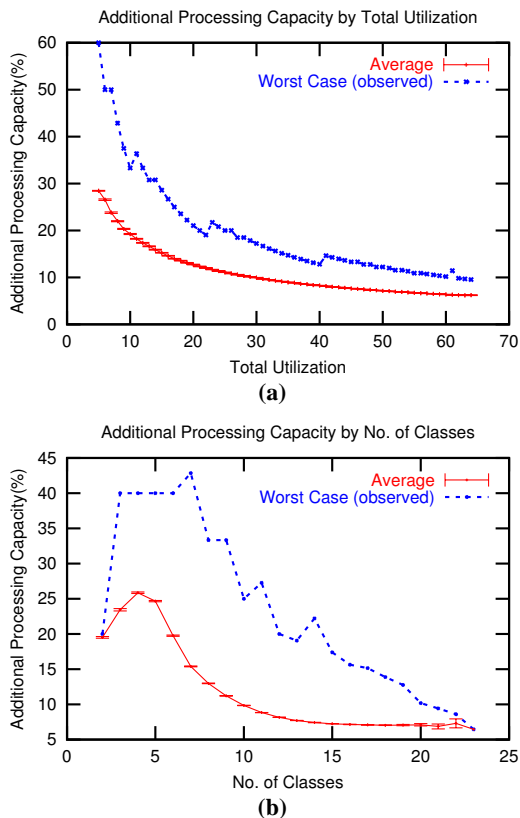 Additional Processing Capacity by Total Utilization
Additional Processing Capacity(%)
60
50
40
30
20
10
0
Average
Worst Case (observed)
0 10 20 30 40 50 60 70
Total Utilization
(a)
Additional Processing Capacity by No. of Classes
Additional Processing Capacity(%)
45
40
35
30
25
20
15
10
5
Average
Worst Case (observed)
0 5 10 15 20 25
No. of Classes
(b)